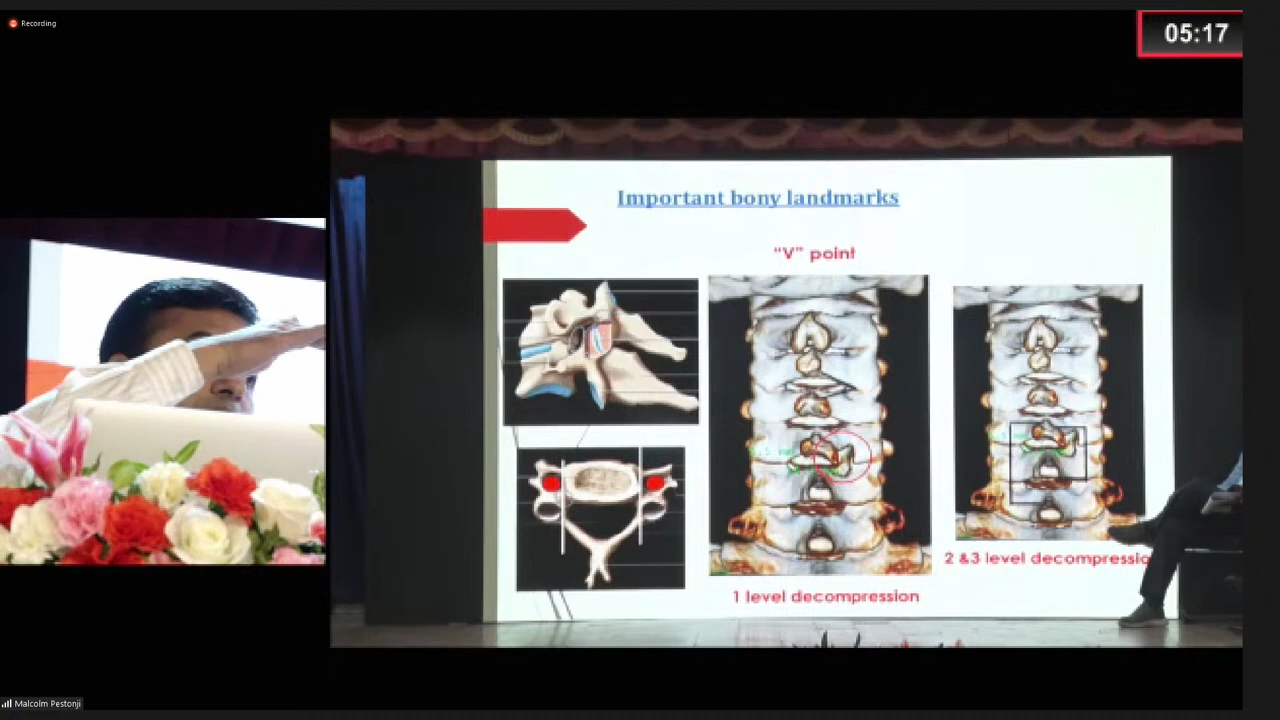 Recording
05:17
Important bony landmarks
“V” point
2 &3 level decompressio
1 level decompression
Malcolm Pestonji